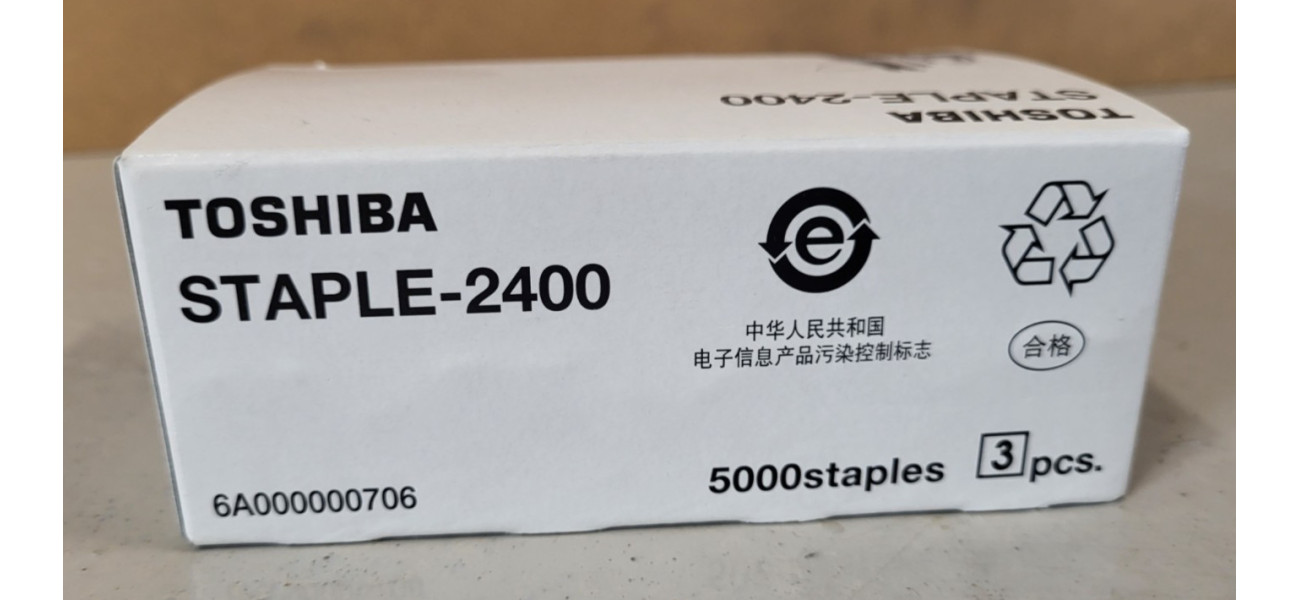 STAPLE-2400
TOSHIBA
TOSHIBA
STAPLE-2400
e
中华人民共和国
电子信息产品污染控制标志
合格
6A000000706
5000staples
3 pcs.